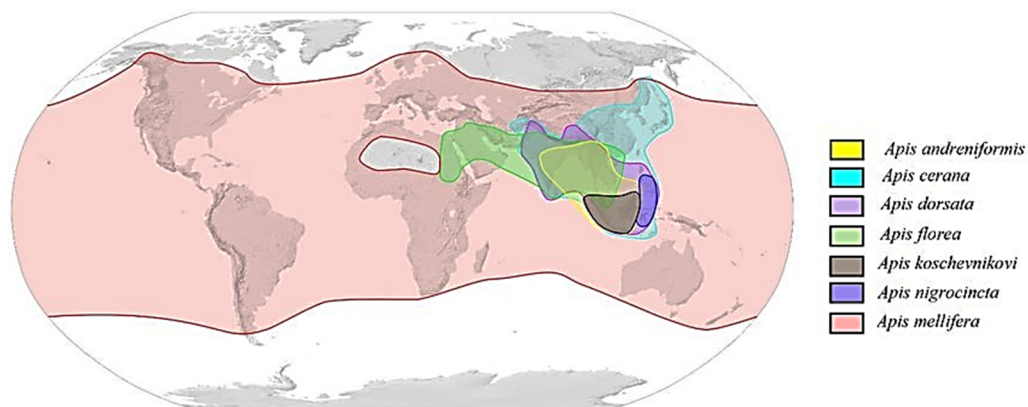 Apis andreniformis
Apis cerana
Apis dorsata
Apis florea
Apis koschevnikovi
Apis nigrocincta
Apis mellifera